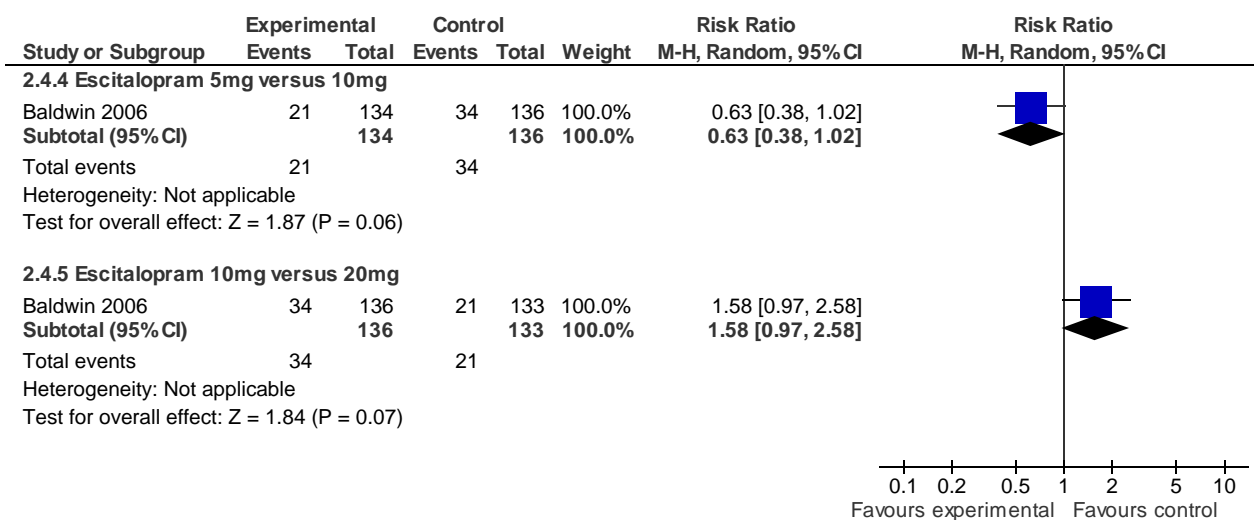 Experimental Control Risk Ratio Risk Ratio
Study or Subgroup Events Total Events Total Weight M-H, Random, 95% CI M-H, Random, 95% CI
2.4.4 Escitalopram 5mg versus 10mg
Baldwin 2006 21 134 34 136 100.0% 0.63 [0.38, 1.02]
Subtotal (95% CI) 134 136 100.0% 0.63 [0.38, 1.02]
Total events 21 34
Heterogeneity: Not applicable
Test for overall effect: Z = 1.87 (P = 0.06)
2.4.5 Escitalopram 10mg versus 20mg
Baldwin 2006 34 136 21 133 100.0% 1.58 [0.97, 2.58]
Subtotal (95% CI) 136 133 100.0% 1.58 [0.97, 2.58]
Total events 34 21
Heterogeneity: Not applicable
Test for overall effect: Z = 1.84 (P = 0.07)
0.1 0.2 0.5 1 2 5 10
Favours experimental Favours control